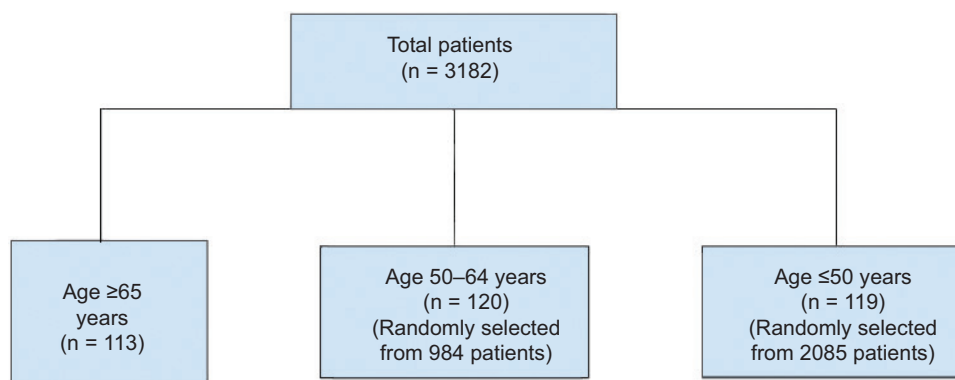 Total patients
(n = 3182)
Age ≥65
years
(n = 113)
Age 50–64 years
(n = 120)
(Randomly selected
from 984 patients)
Age ≤50 years
(n = 119)
(Randomly selected
from 2085 patients)